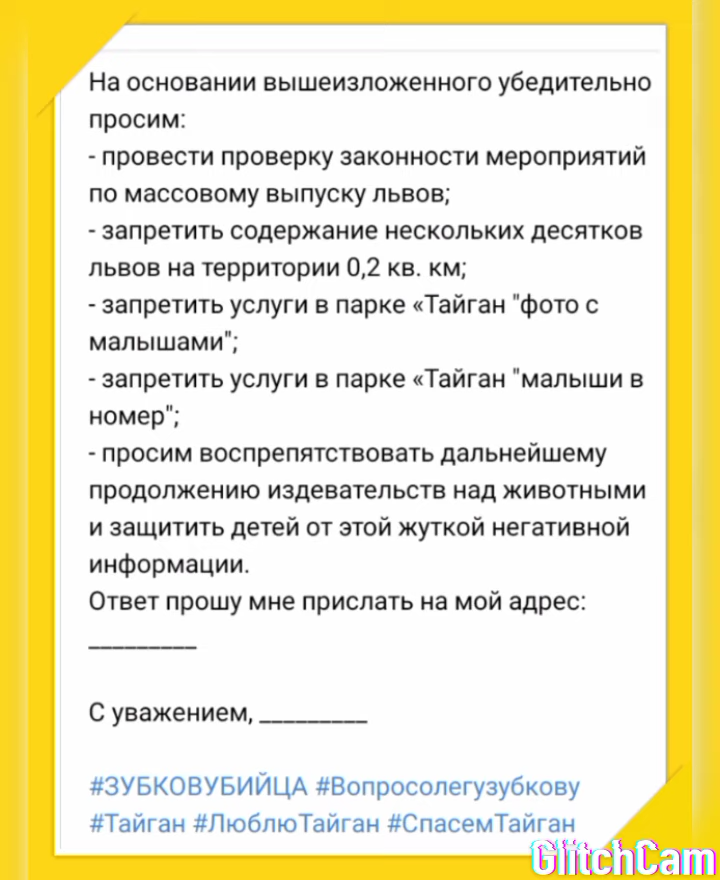 На основании вышеизложенного убедительно
просим:
- провести проверку законности мероприятий
по массовому выпуску львов;
- запретить содержание нескольких десятков
львов на территории 0,2 кв. км;
- запретить услуги в парке «Тайган "фото с
малышами";
- запретить услуги в парке «Тайган "малыши в
номер";
- просим воспрепятствовать дальнейшему
продолжению издевательств над животными
и защитить детей от этой жуткой негативной
информации.
Ответ прошу мне прислать на мой адрес:
_________
С уважением, _________
#ЗУБКОВУБИЙЦА #Вопросолегузубкову
#Тайган #ЛюблюТайган #СпасемТайган
GlitchCam